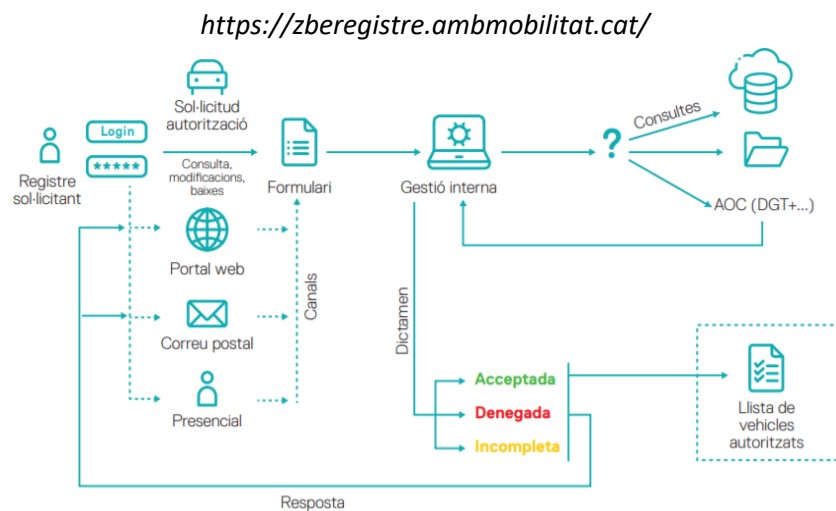 https://zberegistre.ambmobilitat.cat/
Login
*****
Registre
sol·licitant
Sol·licitud
autorització
Consulta,
modificacions,
baixes
Formulari
Gestió interna
?
Consultes
AOC (DGT+...)
Portal web
Correu postal
Presencial
Canals
Dictamen
Acceptada
Denegada
Incompleta
Llista de
vehicles
autoritzats
Resposta